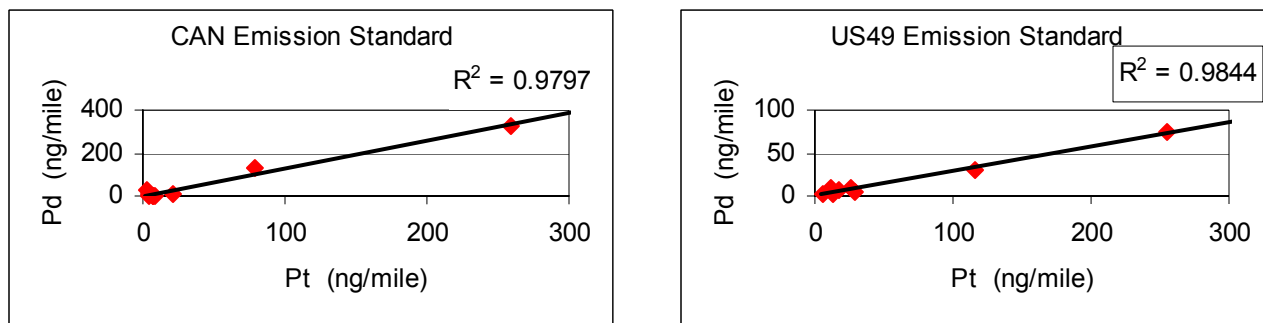 CAN Emission Standard
R² = 0.9797
Pd (ng/mile)
400
200
0
0 100 200 300
Pt (ng/mile)
US49 Emission Standard
R² = 0.9844
Pd (ng/mile)
100
50
0
0 100 200 300
Pt (ng/mile)